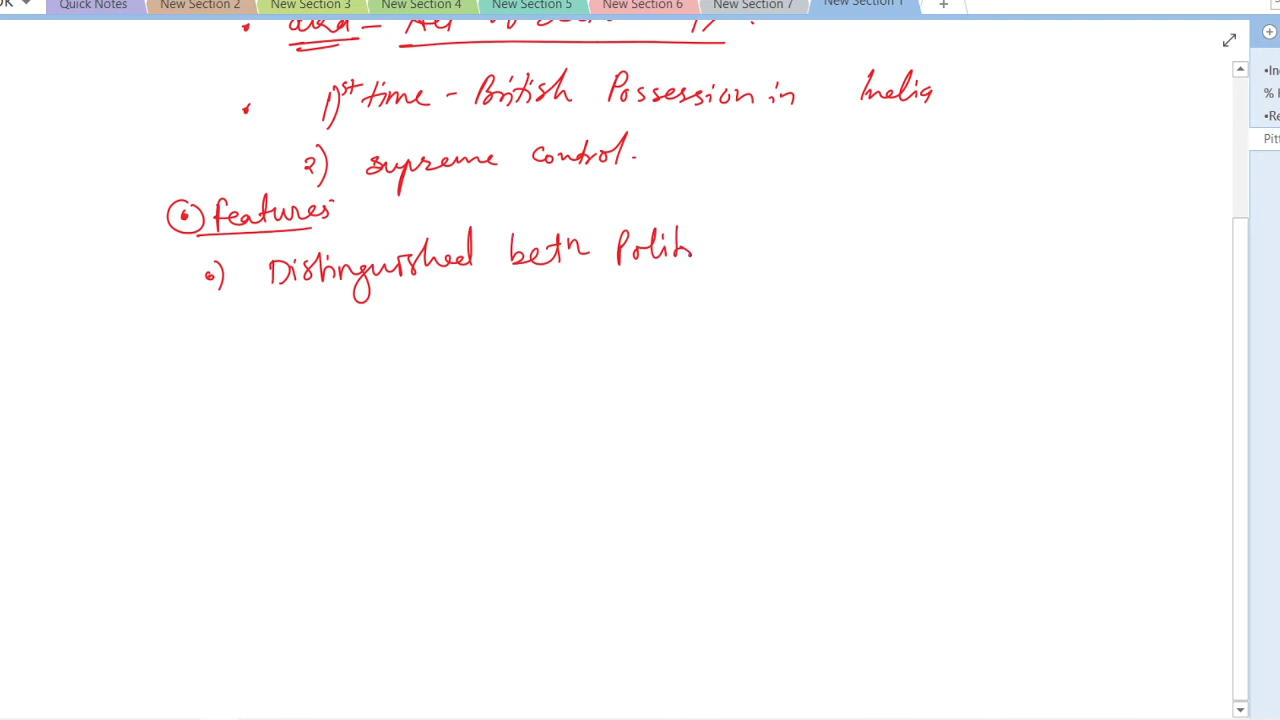 Quick Notes New Section 2 New Section 3 New Section 4 New Section 5 New Section 6 New Section 7 New Section 1 +
1) 1st time - British Possession in India
2) supreme control.
Features
Distinguished betn Polit